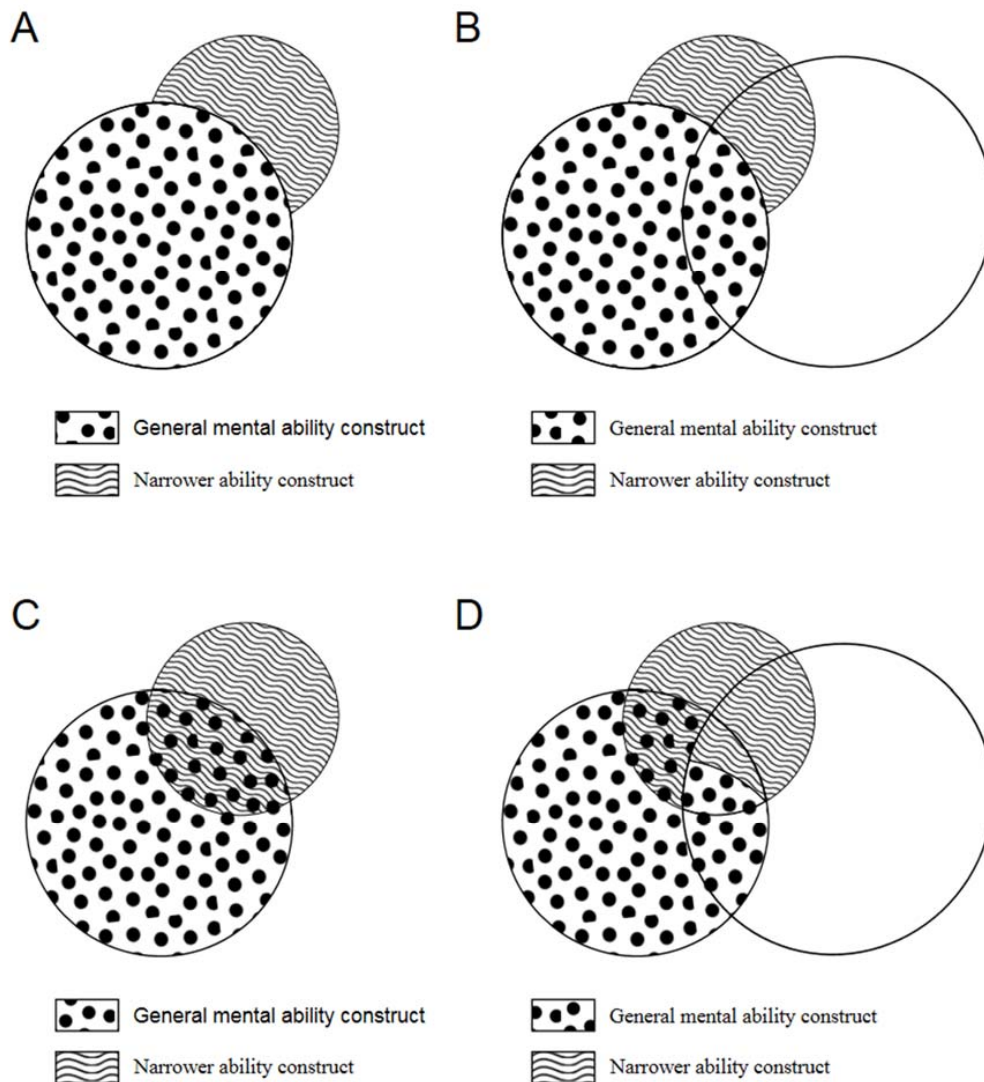 A
B
General mental ability construct
General mental ability construct
Narrower ability construct
Narrower ability construct
C
D
General mental ability construct
General mental ability construct
Narrower ability construct
Narrower ability construct